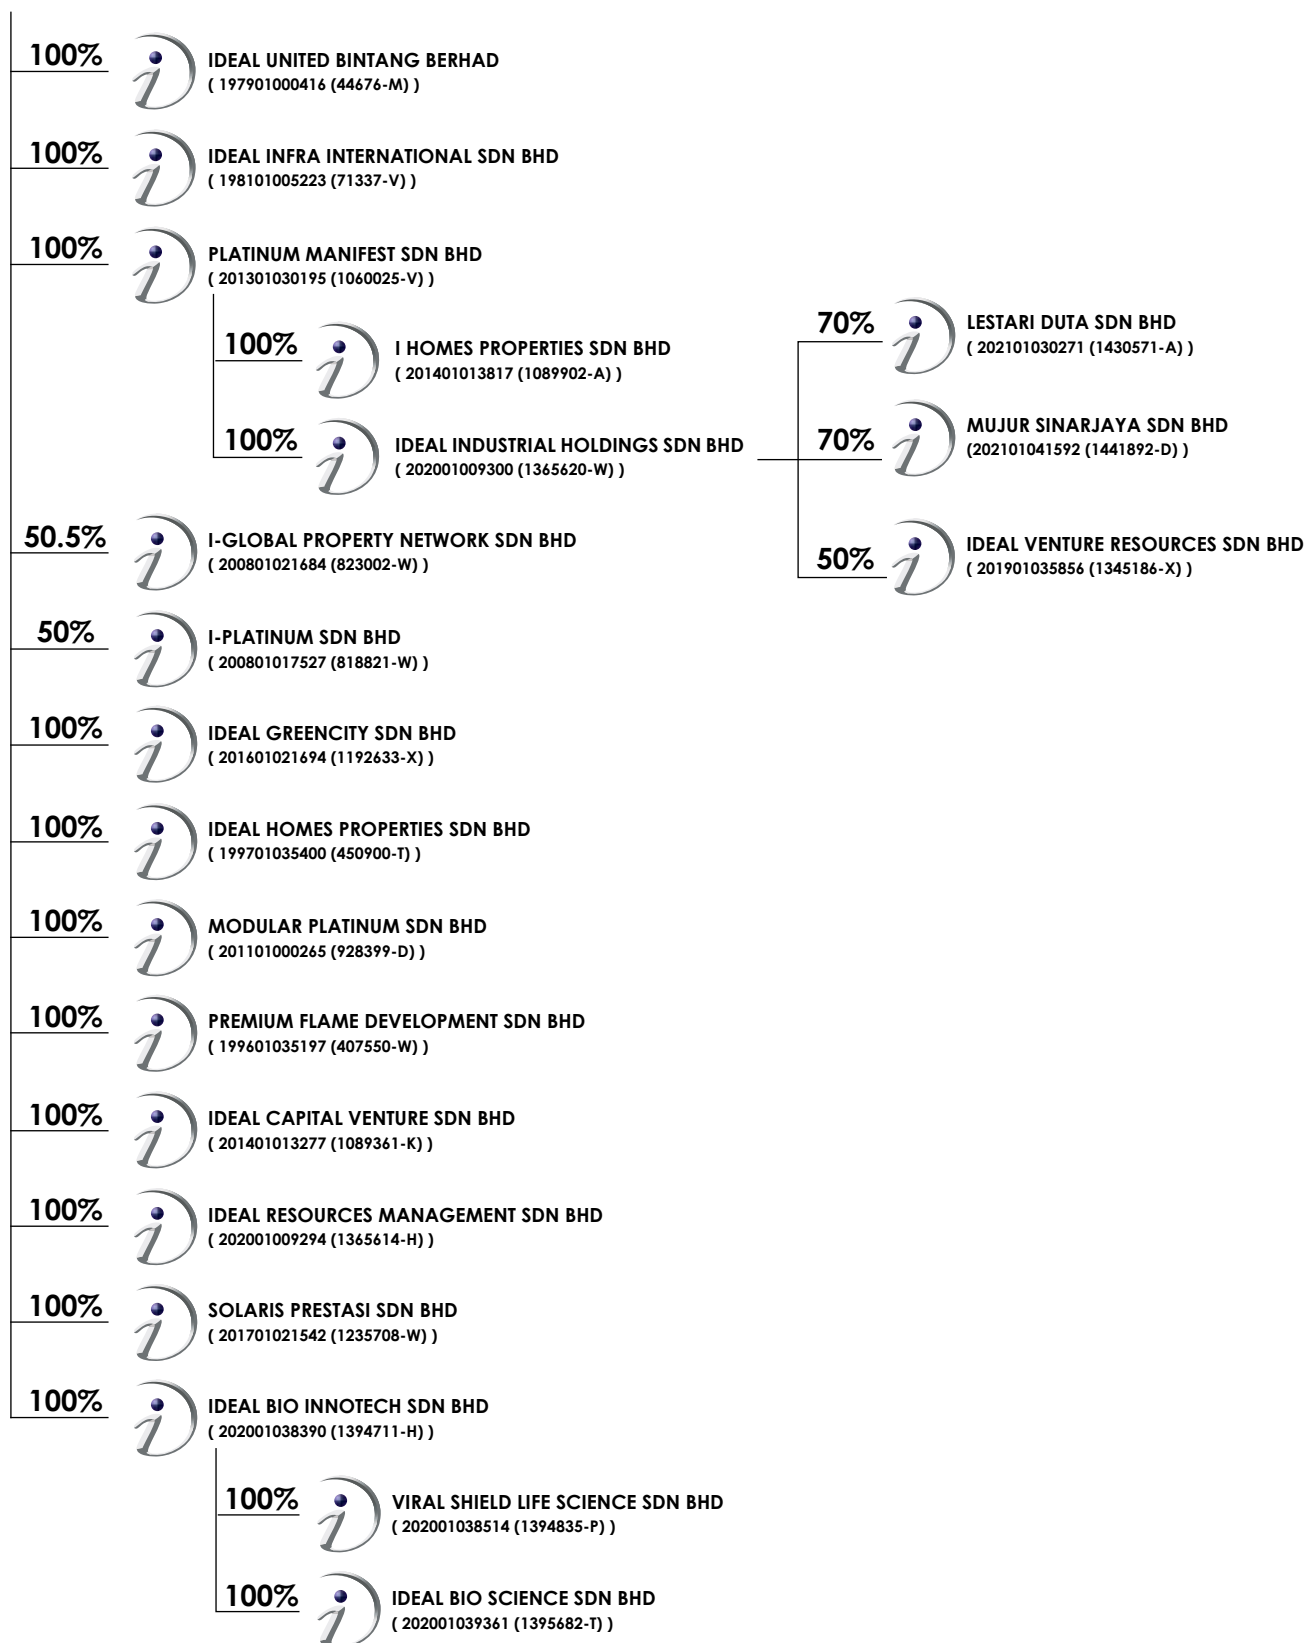 100%
IDEAL UNITED BINTANG BERHAD
( 197901000416 (44676-M) )
100%
IDEAL INFRA INTERNATIONAL SDN BHD
( 198101005223 (71337-V) )
100%
PLATINUM MANIFEST SDN BHD
( 201301030195 (1060025-V) )
100%
I HOMES PROPERTIES SDN BHD
( 201401013817 (1089902-A) )
100%
IDEAL INDUSTRIAL HOLDINGS SDN BHD
( 202001009300 (1365620-W) )
70%
LESTARI DUTA SDN BHD
( 202101030271 (1430571-A) )
70%
MUJUR SINARJAYA SDN BHD
(202101041592 (1441892-D) )
50%
IDEAL VENTURE RESOURCES SDN BHD
( 201901035856 (1345186-X) )
50.5%
I-GLOBAL PROPERTY NETWORK SDN BHD
( 200801021684 (823002-W) )
50%
I-PLATINUM SDN BHD
( 200801017527 (818821-W) )
100%
IDEAL GREENCITY SDN BHD
( 201601021694 (1192633-X) )
100%
IDEAL HOMES PROPERTIES SDN BHD
( 199701035400 (450900-T) )
100%
MODULAR PLATINUM SDN BHD
( 201101000265 (928399-D) )
100%
PREMIUM FLAME DEVELOPMENT SDN BHD
( 199601035197 (407550-W) )
100%
IDEAL CAPITAL VENTURE SDN BHD
( 201401013277 (1089361-K) )
100%
IDEAL RESOURCES MANAGEMENT SDN BHD
( 202001009294 (1365614-H) )
100%
SOLARIS PRESTASI SDN BHD
( 201701021542 (1235708-W) )
100%
IDEAL BIO INNOTECH SDN BHD
( 202001038390 (1394711-H) )
100%
VIRAL SHIELD LIFE SCIENCE SDN BHD
( 202001038514 (1394835-P) )
100%
IDEAL BIO SCIENCE SDN BHD
( 202001039361 (1395682-T) )